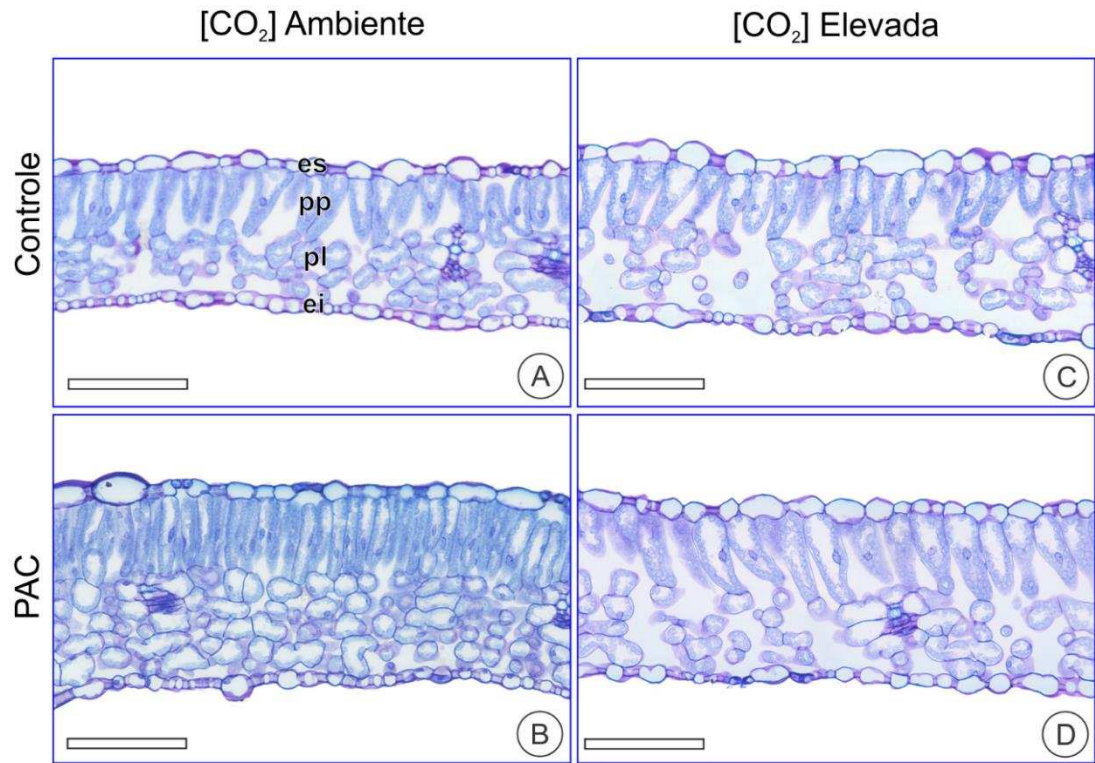 [CO₂] Ambiente
[CO₂] Elevada
Controle
es
pp
pl
ei
A
C
PAC
B
D